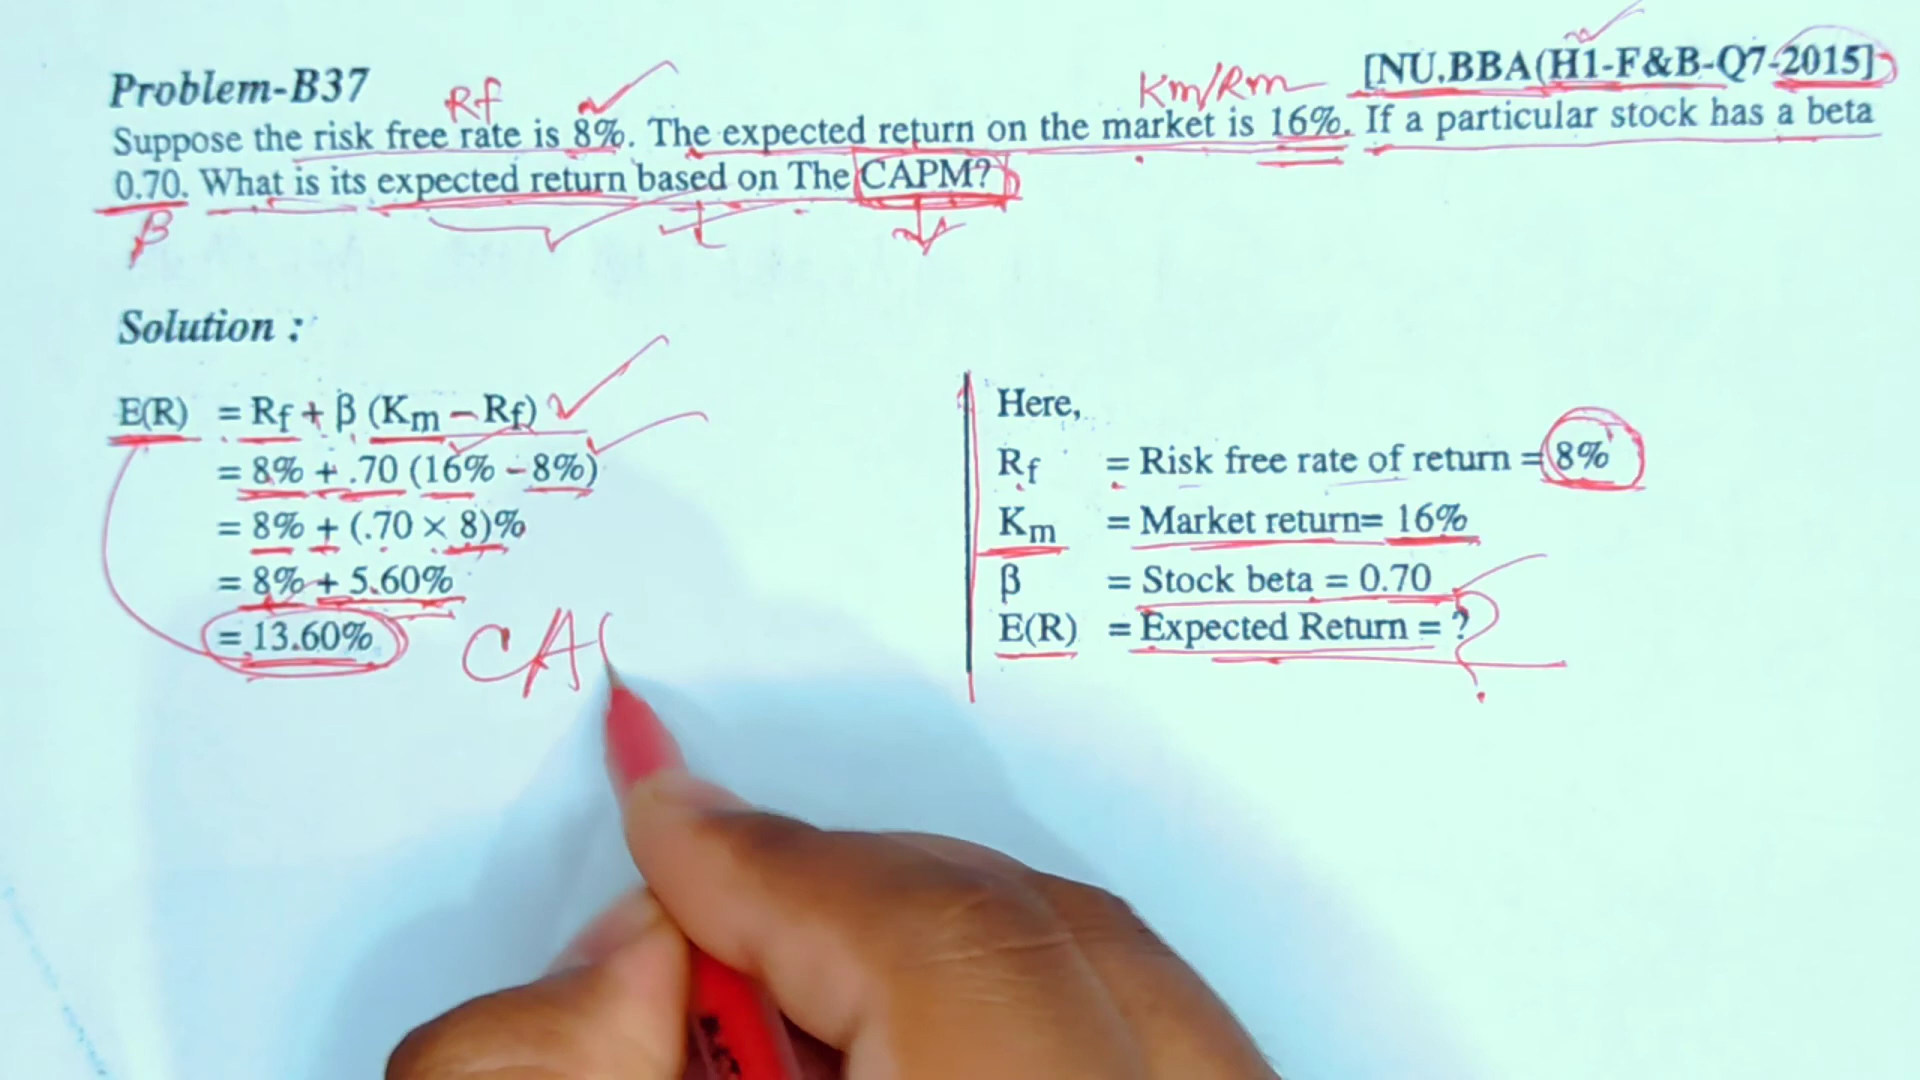 [NU.BBA(H1-F&B-Q7-2015]
Problem-B37
Rf
Km/Rm
Suppose the risk free rate is 8%. The expected return on the market is 16%. If a particular stock has a beta
0.70. What is its expected return based on The CAPM?
β
Solution :
E(R) = Rf + β (Km – Rf)
= 8% + .70 (16% – 8%)
= 8% + (.70 × 8)%
= 8% + 5.60%
= 13.60%
CA
Here,
Rf = Risk free rate of return = 8%
Km = Market return= 16%
β = Stock beta = 0.70
E(R) = Expected Return = ?